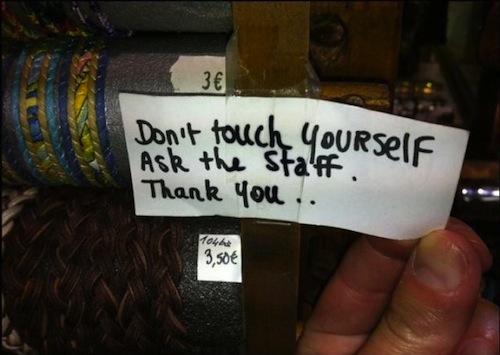 3€
Don't touch YOURSELF
Ask the Staff.
Thank You ..
3,50€